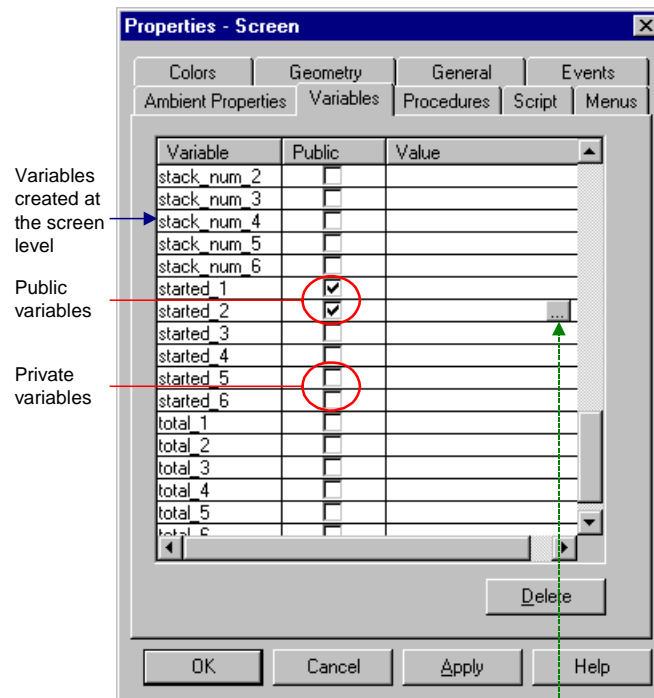 Properties - Screen
Colors
Geometry
General
Events
Ambient Properties
Variables
Procedures
Script
Menus
Variable
Public
Value
stack_num_2
stack_num_3
stack_num_4
stack_num_5
stack_num_6
started_1
started_2
...
started_3
started_4
started_5
started_6
total_1
total_2
total_3
total_4
total_5
total_6
Variables
created at
the screen
level
Public
variables
Private
variables
Delete
OK
Cancel
Apply
Help